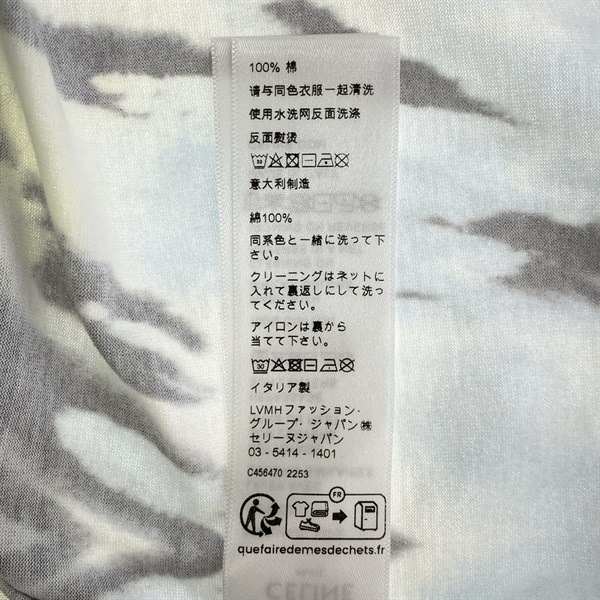 100% 棉
请与同色衣服一起清洗
使用水洗网反面洗涤
反面熨烫
30
意大利制造
綿100%
同系色と一緒に洗って下
さい。
クリーニングはネットに
入れて裏返しにして洗っ
てください。
アイロンは裏から
当てて下さい。
30
イタリア製
LVMHファッション・
グループ・ジャパン㈱
セリーヌジャパン
03 - 5414 - 1401
C456470 2253
FR
quefairedemesdechets.fr
CELINE